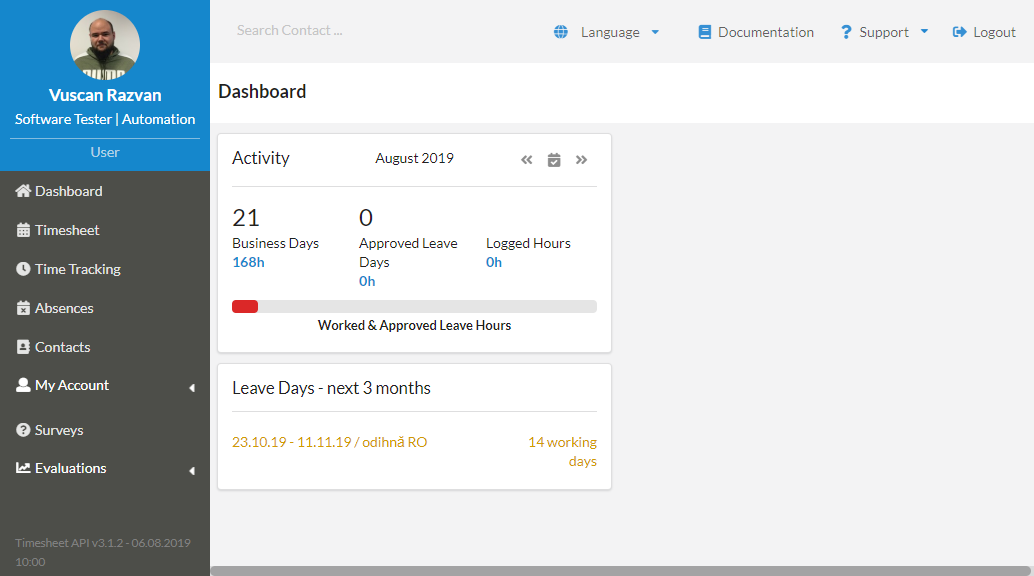 Vuscan Razvan
Software Tester | Automation
User
Dashboard
Timesheet
Time Tracking
Absences
Contacts
My Account
Surveys
Evaluations
Timesheet API v3.1.2 - 06.08.2019
10:00
Search Contact ...
Language
Documentation
Support
Logout
Dashboard
Activity
August 2019
21
Business Days
168h
0
Approved Leave
Days
0h
Logged Hours
0h
Worked & Approved Leave Hours
Leave Days - next 3 months
23.10.19 - 11.11.19 / odihnă RO
14 working
days